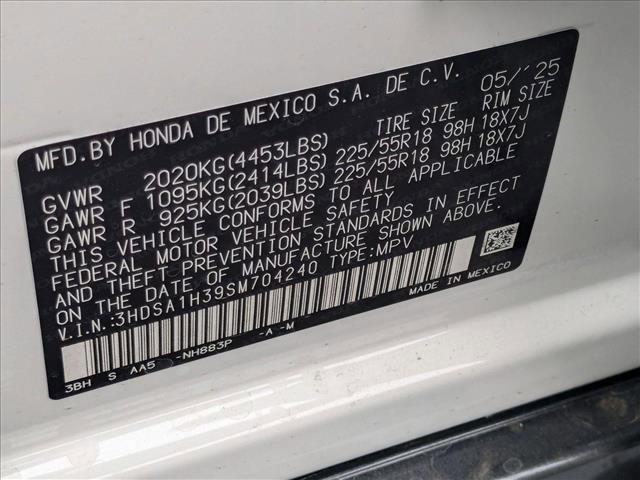 MFD.BY HONDA DE MEXICO S.A. DE C.V. 05/'25
TIRE SIZE RIM SIZE
GVWR 2020KG(4453LBS)
GAWR F 1095KG(2414LBS) 225/55R18 98H 18X7J
GAWR R 925KG(2039LBS) 225/55R18 98H 18X7J
THIS VEHICLE CONFORMS TO ALL APPLICABLE
FEDERAL MOTOR VEHICLE SAFETY
AND THEFT PREVENTION STANDARDS IN EFFECT
ON THE DATE OF MANUFACTURE SHOWN ABOVE.
V.I.N.:3HDSA1H39SM704240 TYPE:MPV
MADE IN MEXICO
3BH S AA5 -NH883P -A -M